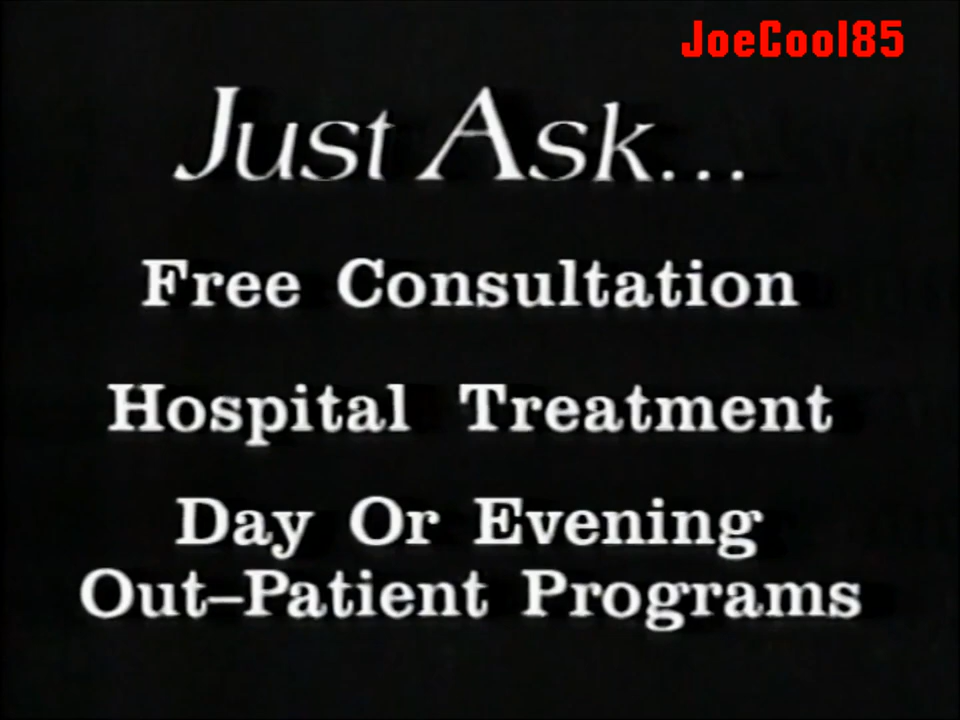 JoeCool85
Just Ask...
Free Consultation
Hospital Treatment
Day Or Evening
Out–Patient Programs